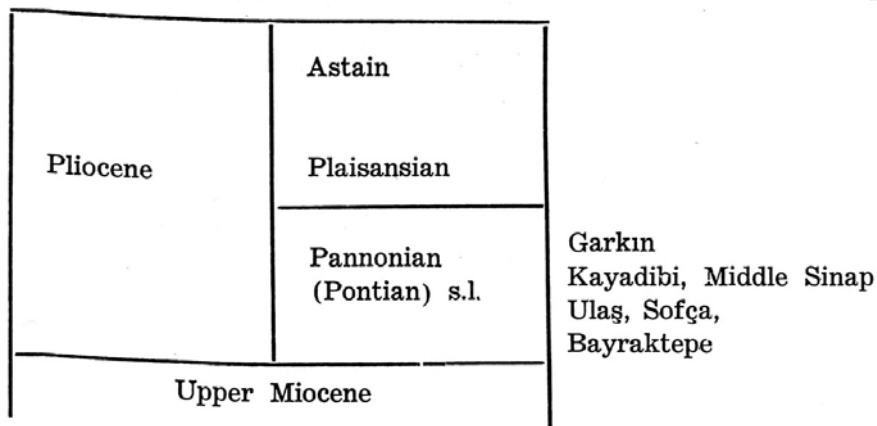 Astain
Pliocene
Plaisansian
Pannonian
(Pontian) s.l.
Garkın
Kayadibi, Middle Sinap
Ulaş, Sofça,
Bayraktepe
Upper Miocene